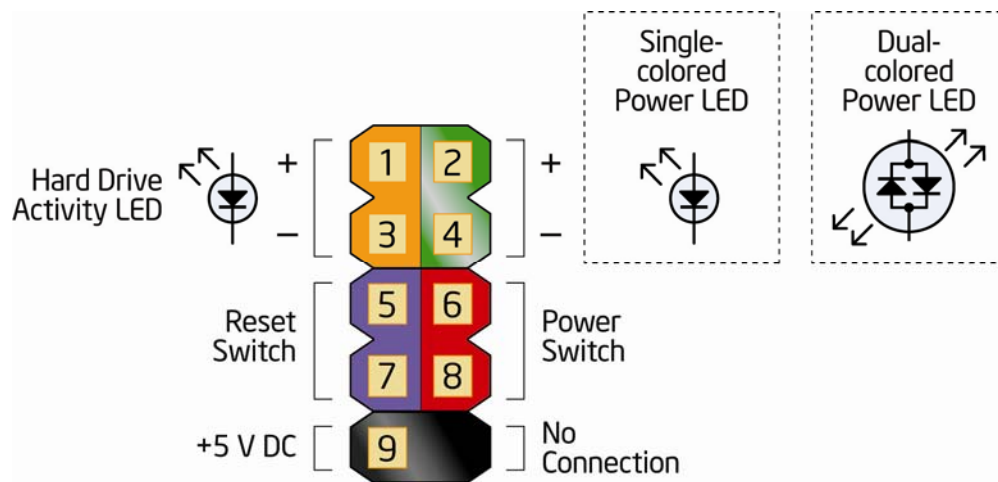 Single-
colored
Power LED
Dual-
colored
Power LED
Hard Drive
Activity LED
+
−
1
2
3
4
+
−
Reset
Switch
5
6
7
8
Power
Switch
+5 V DC
9
No
Connection